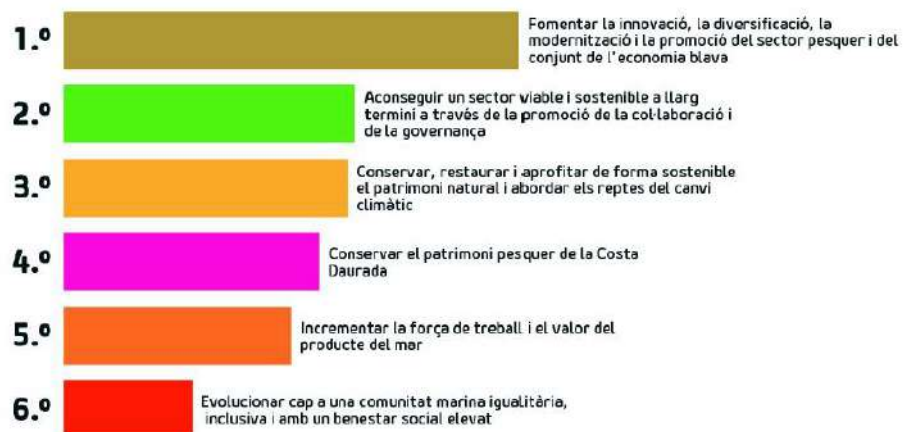 1.º
Fomentar la innovació, la diversificació, la
modernització i la promoció del sector pesquer i del
conjunt de l'economia blava
2.º
Aconseguir un sector viable i sostenible a llarg
termini a través de la promoció de la col·laboració i
de la governança
3.º
Conservar, restaurar i aprofitar de forma sostenible
el patrimoni natural i abordar els reptes del canvi
climàtic
4.º
Conservar el patrimoni pesquer de la Costa
Daurada
5.º
Incrementar la força de treball i el valor del
producte del mar
6.º
Evolucionar cap a una comunitat marina igualitària,
inclusiva i amb un benestar social elevat